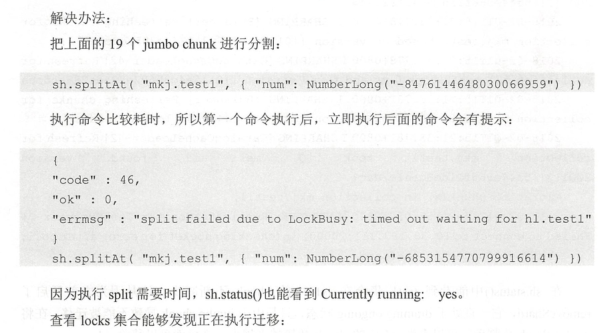 解决办法：
把上面的 19 个 jumbo chunk 进行分割：
sh.splitAt( "mkj.test1", { "num": NumberLong("-8476144648030066959") })
执行命令比较耗时，所以第一个命令执行后，立即执行后面的命令会有提示：
{
"code" : 46,
"ok" : 0,
"errmsg" : "split failed due to LockBusy: timed out waiting for h1.test1"
}
sh.splitAt( "mkj.test1", { "num": NumberLong("-6853154770799916614") })
因为执行 split 需要时间，sh.status()也能看到 Currently running: yes。
查看 locks 集合能够发现正在执行迁移：